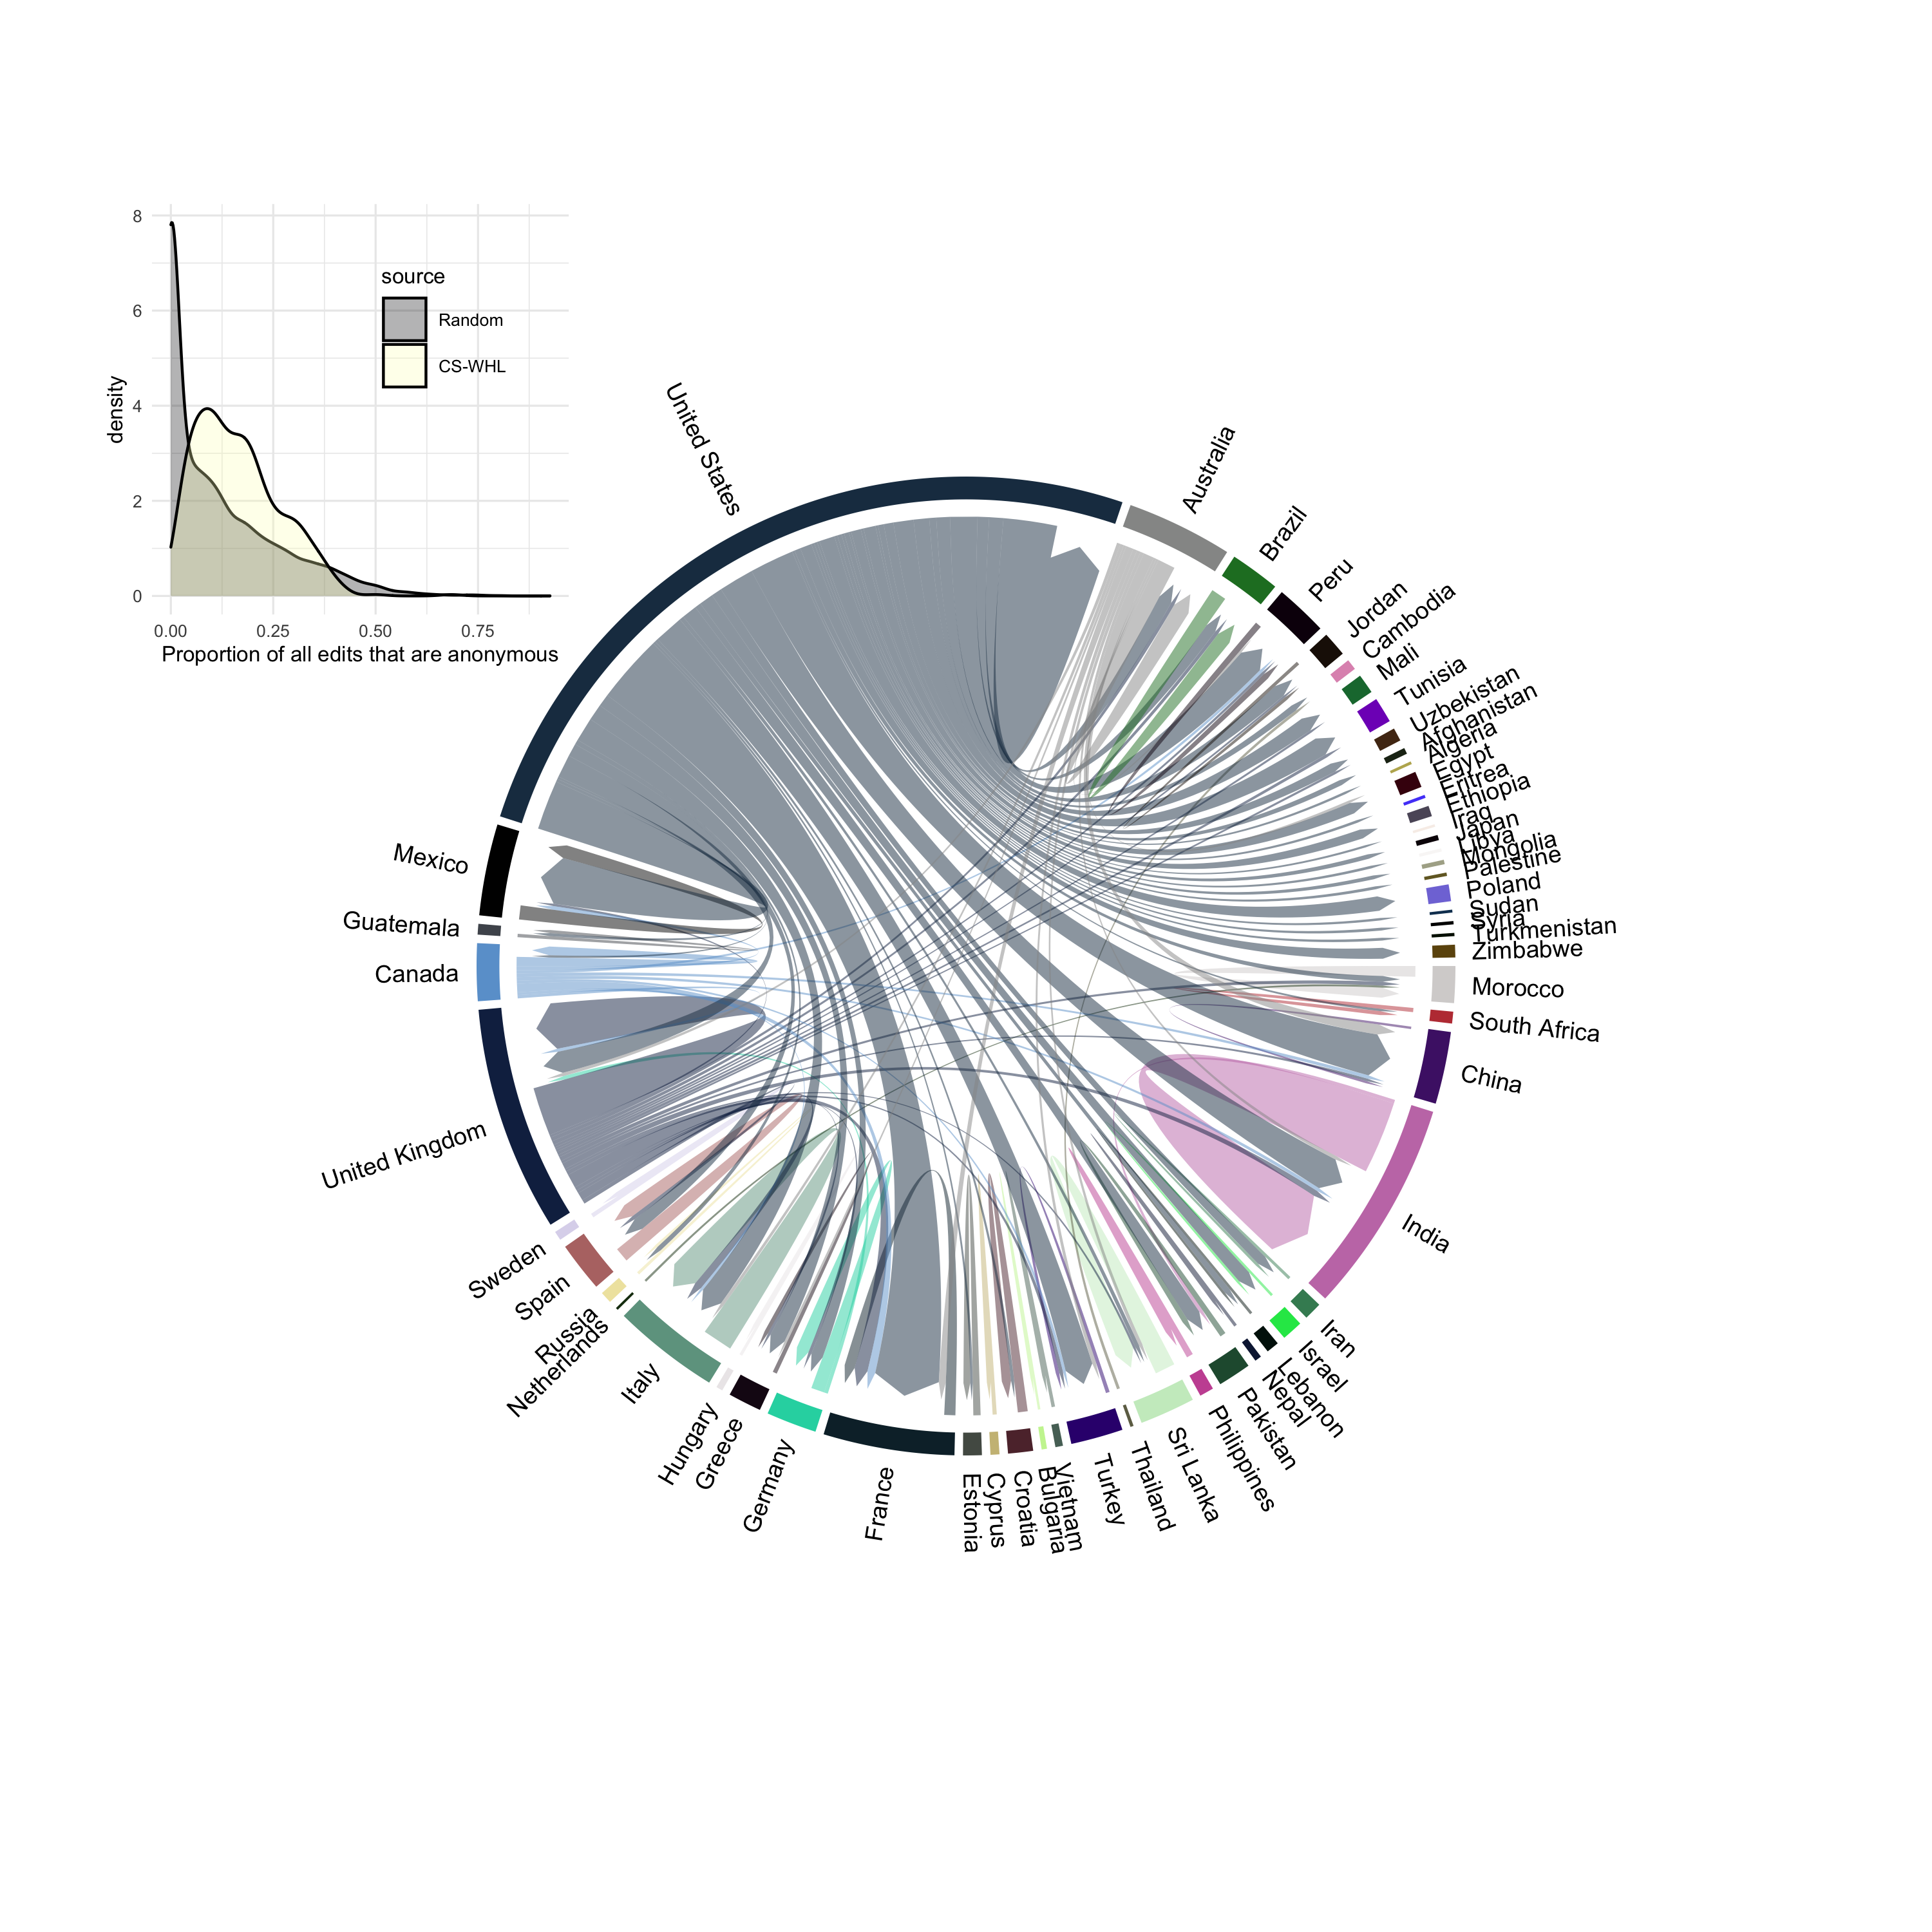 8
6
4
2
0
density
source
Random
CS-WHL
0.00 0.25 0.50 0.75
Proportion of all edits that are anonymous
United States
Australia
Brazil
Peru
Jordan
Cambodia
Mali
Tunisia
Uzbekistan
Afghanistan
Algeria
Egypt
Eritrea
Ethiopia
Iraq
Japan
Libya
Mongolia
Palestine
Poland
Sudan
Syria
Turkmenistan
Zimbabwe
Morocco
South Africa
China
India
Iran
Israel
Lebanon
Nepal
Pakistan
Philippines
Sri Lanka
Thailand
Turkey
Vietnam
Bulgaria
Croatia
Cyprus
Estonia
France
Germany
Greece
Hungary
Italy
Netherlands
Russia
Spain
Sweden
United Kingdom
Canada
Guatemala
Mexico